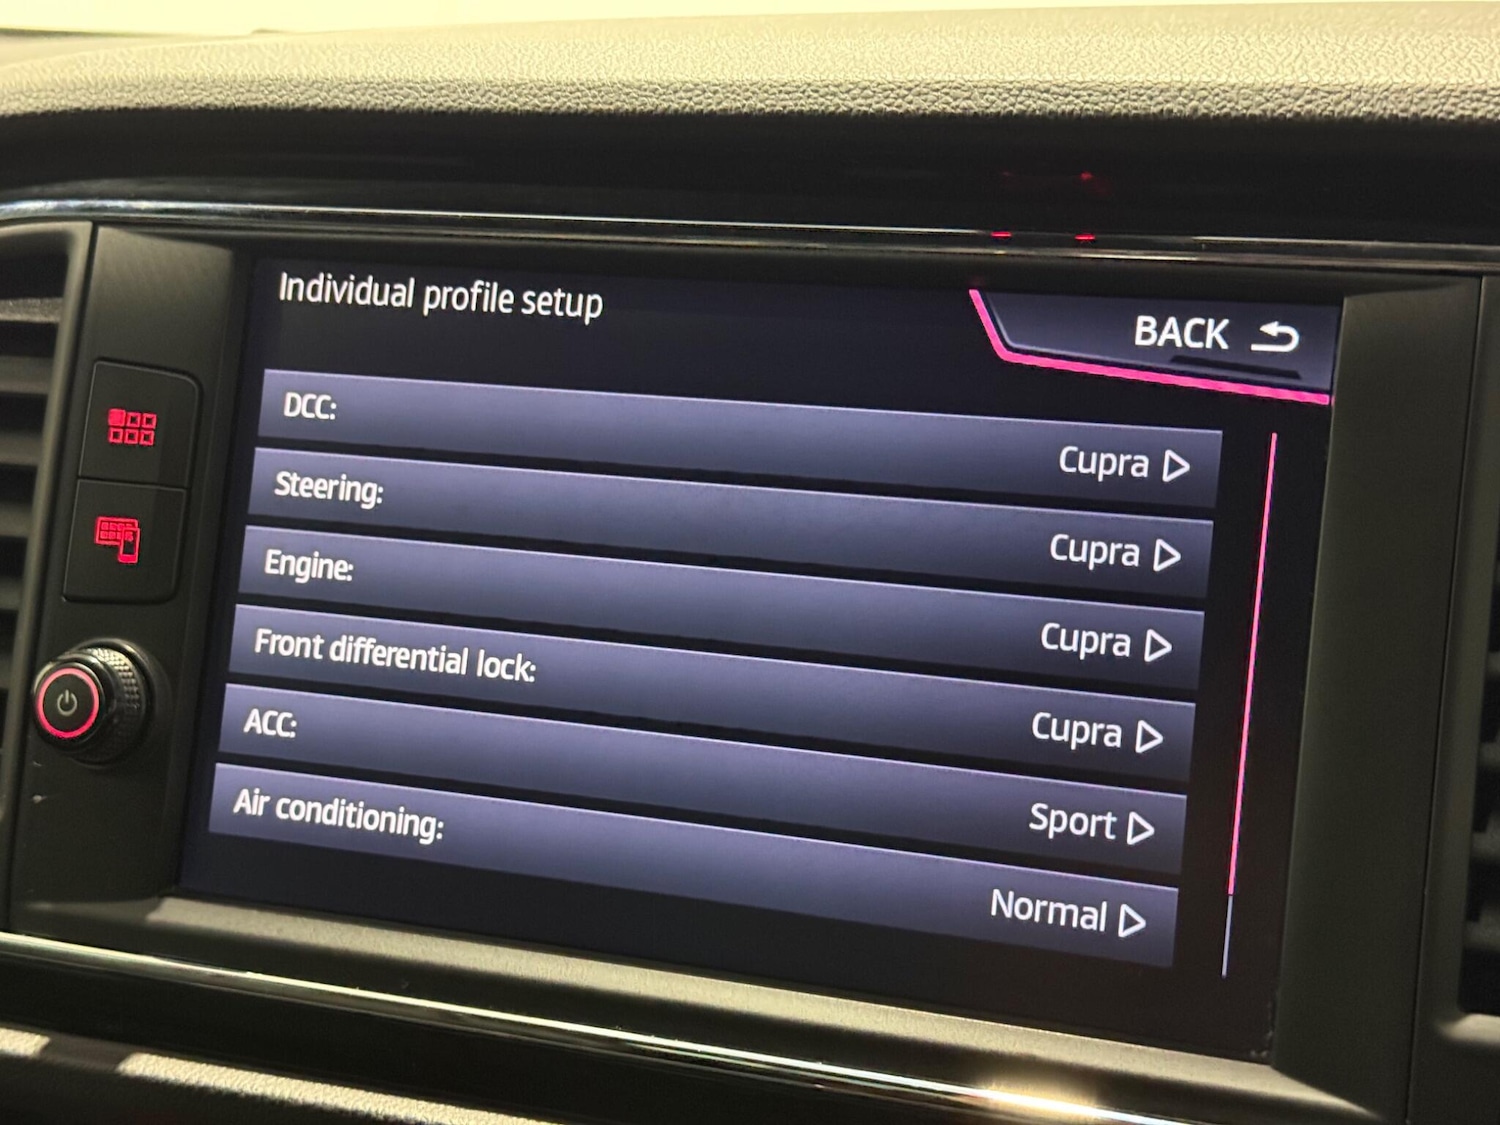 Individual profile setup
BACK
DCC: Cupra
Steering: Cupra
Engine: Cupra
Front differential lock: Cupra
ACC: Sport
Air conditioning: Normal